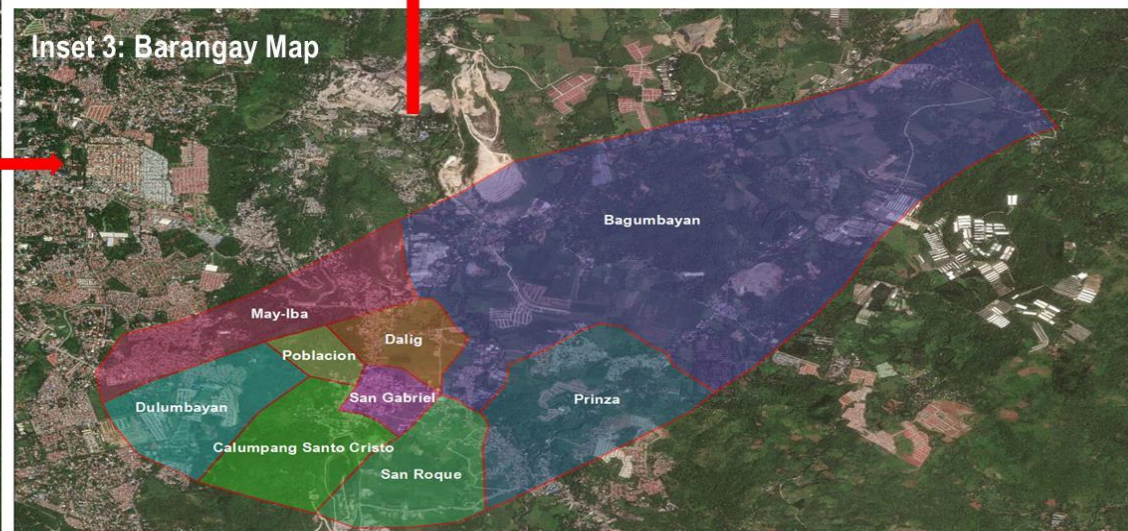 Inset 3: Barangay Map
Bagumbayan
May-Iba
Dalig
Poblacion
San Gabriel
Prinza
Dulumbayan
Calumpang Santo Cristo
San Roque